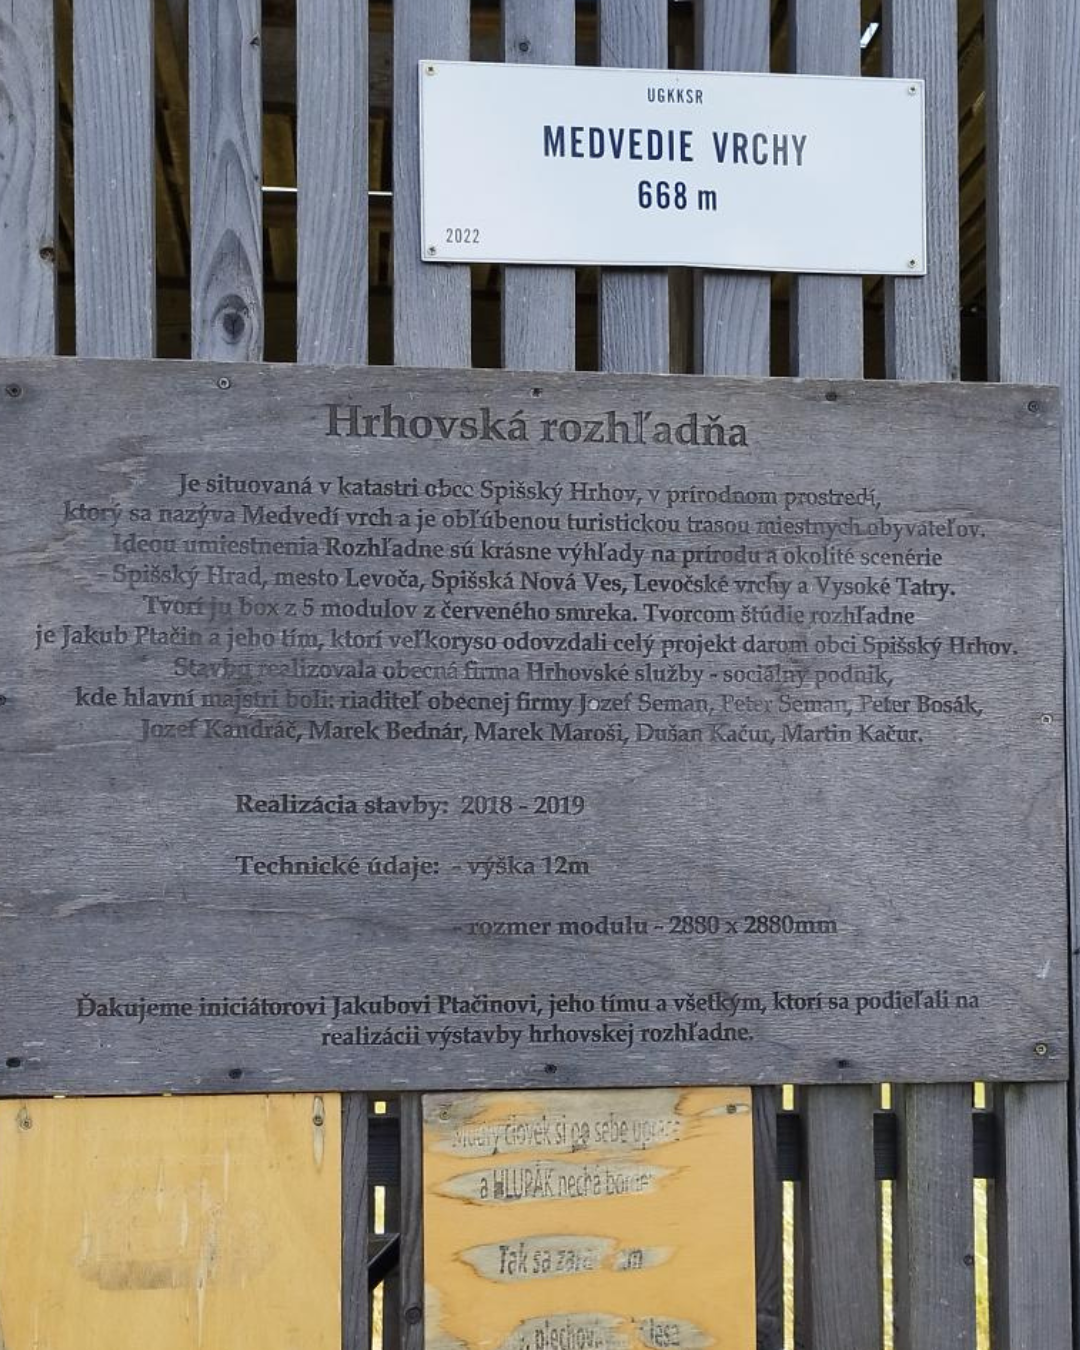 UGKKSR
MEDVEDIE VRCHY
668 m
2022
Hrhovská rozhľadňa
Je situovaná v katastri obce Spišský Hrhov, v prírodnom prostredí,
ktorý sa nazýva Medvedí vrch a je obľúbenou turistickou trasou miestnych obyvateľov.
Ideou umiestnenia Rozhľadne sú krásne výhľady na prírodu a okolité scenérie
- Spišský Hrad, mesto Levoča, Spišská Nová Ves, Levočské vrchy a Vysoké Tatry.
Tvorí ju box z 5 modulov z červeného smreka. Tvorcom štúdie rozhľadne
je Jakub Ptačin a jeho tím, ktorí veľkoryso odovzdali celý projekt darom obci Spišský Hrhov.
Stavbu realizovala obecná firma Hrhovské služby - sociálny podnik,
kde hlavní majstri boli: riaditeľ obecnej firmy Jozef Seman, Peter Seman, Peter Bosák,
Jozef Kandráč, Marek Bednár, Marek Maroši, Dušan Kačur, Martin Kačur.
Realizácia stavby: 2018 - 2019
Technické údaje: - výška 12m
- rozmer modulu - 2880 x 2880mm
Ďakujeme iniciátorovi Jakubovi Ptačinovi, jeho tímu a všetkým, ktorí sa podieľali na
realizácii výstavby hrhovskej rozhľadne.
človek si po sebe
a HLUPÁK nechá
Tak sa